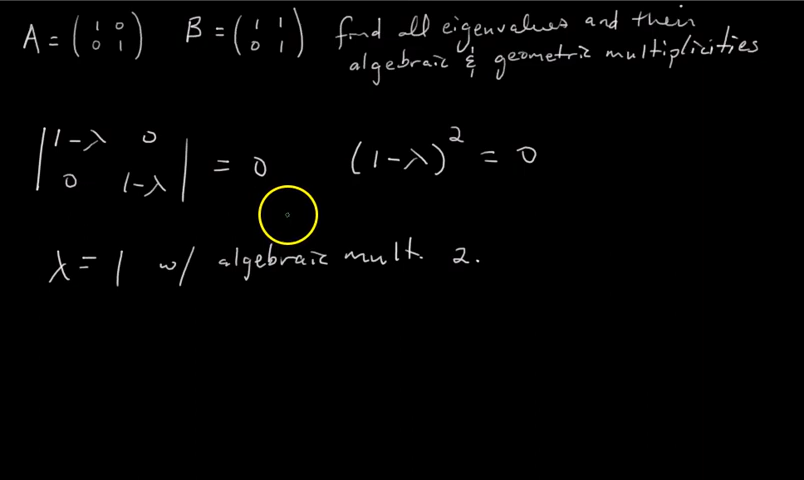 A = ( 1 0 0 1 ) B = ( 1 1 0 1 ) find all eigenvalues and their
algebraic & geometric multiplicities
| 1-λ 0 0 1-λ | = 0 (1-λ)² = 0
λ = 1 w/ algebraic mult. 2.